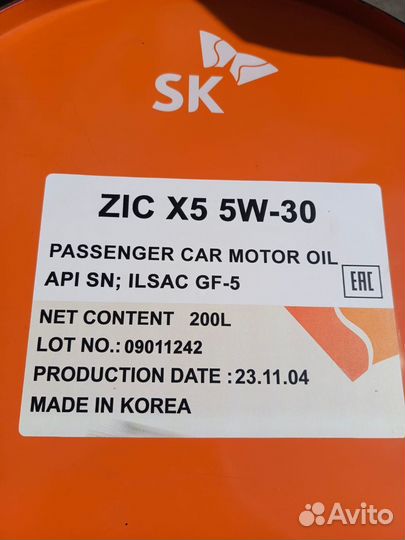 SK
ZIC X5 5W-30
PASSENGER CAR MOTOR OIL
API SN; ILSAC GF-5
EAC
NET CONTENT 200L
LOT NO.: 09011242
PRODUCTION DATE : 23.11.04
MADE IN KOREA
Avito